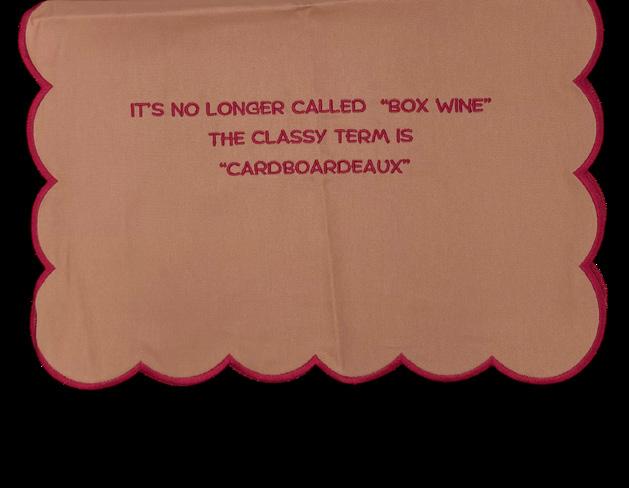 IT'S NO LONGER CALLED “BOX WINE”
THE CLASSY TERM IS
“CARDBOARDEAUX”